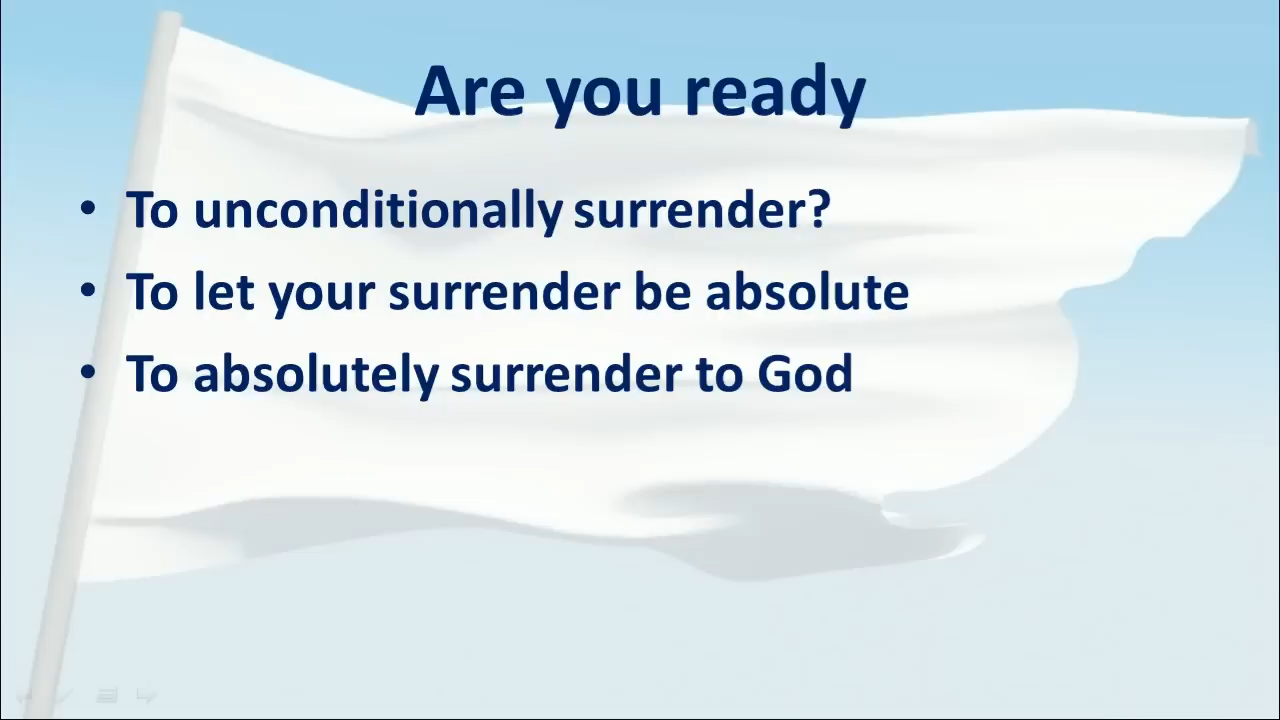 Are you ready
• To unconditionally surrender?
• To let your surrender be absolute
• To absolutely surrender to God